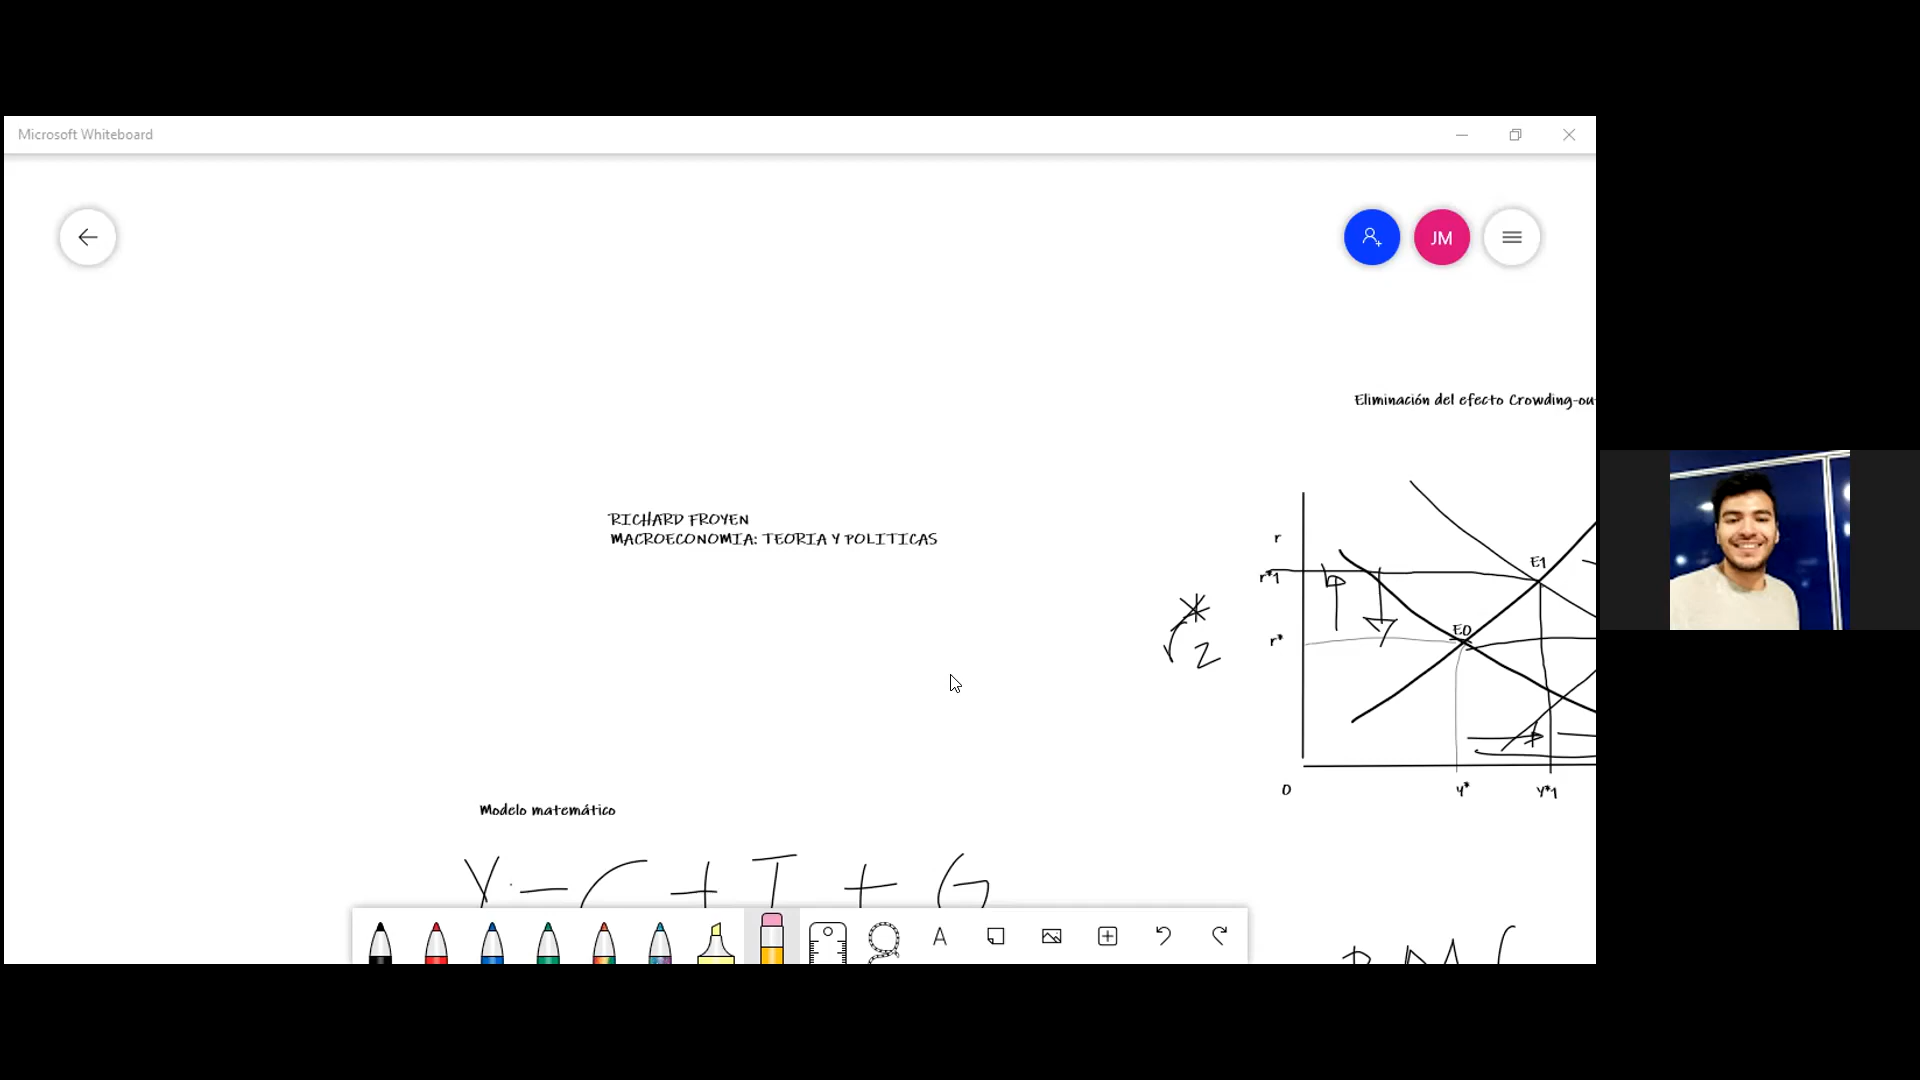 Microsoft Whiteboard
JM
Eliminación del efecto Crowding-ou
RICHARD FROYEN
MACROECONOMIA: TEORIA Y POLITICAS
r
r*1
r*
r*2
E1
E0
0
Y*
Y*1
Modelo matemático
Y = C + I + G
A